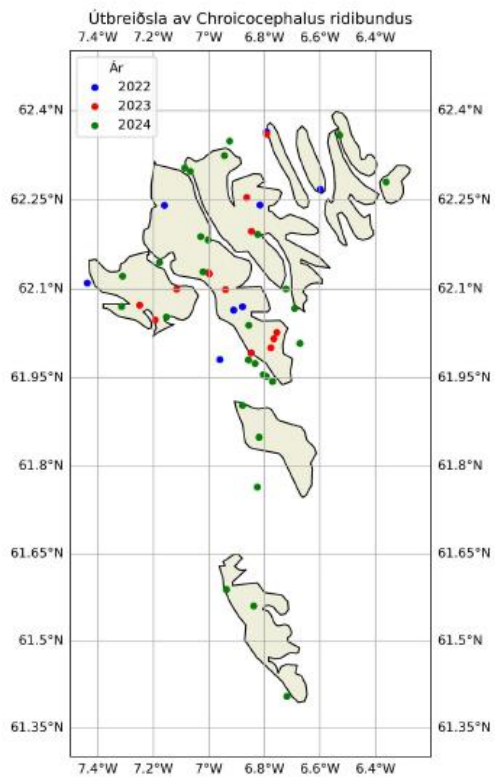 Útbreiðsla av Chroicocephalus ridibundus
7.4°W 7.2°W 7°W 6.8°W 6.6°W 6.4°W
Ár
2022
2023
2024
62.4°N 62.4°N
62.25°N 62.25°N
62.1°N 62.1°N
61.95°N 61.95°N
61.8°N 61.8°N
61.65°N 61.65°N
61.5°N 61.5°N
61.35°N 61.35°N
7.4°W 7.2°W 7°W 6.8°W 6.6°W 6.4°W